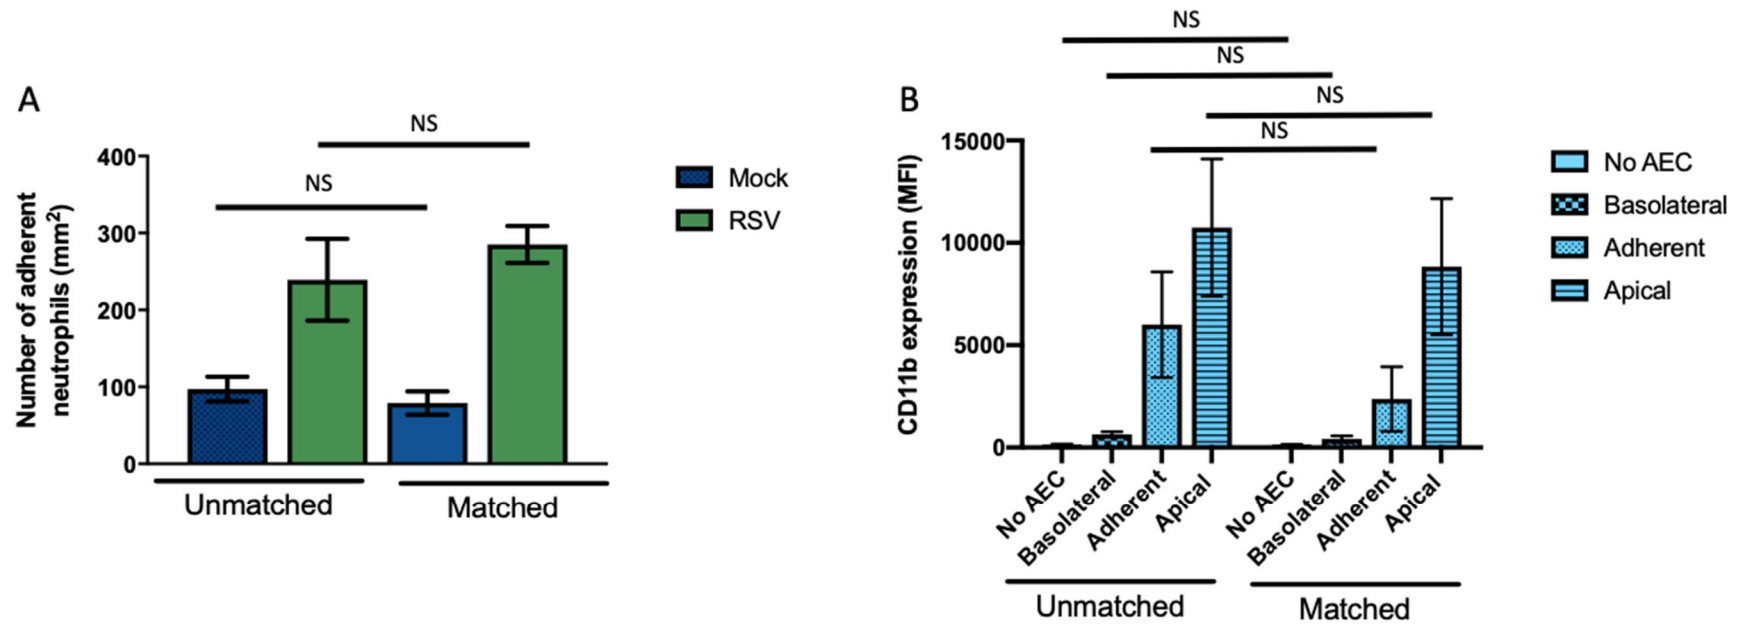 A
NS
NS
400
300
200
100
0
Number of adherent
neutrophils (mm²)
Unmatched
Matched
Mock
RSV
B
NS
NS
NS
NS
15000
10000
5000
0
CD11b expression (MFI)
No AEC
Basolateral
Adherent
Apical
No AEC
Basolateral
Adherent
Apical
Unmatched
Matched
No AEC
Basolateral
Adherent
Apical